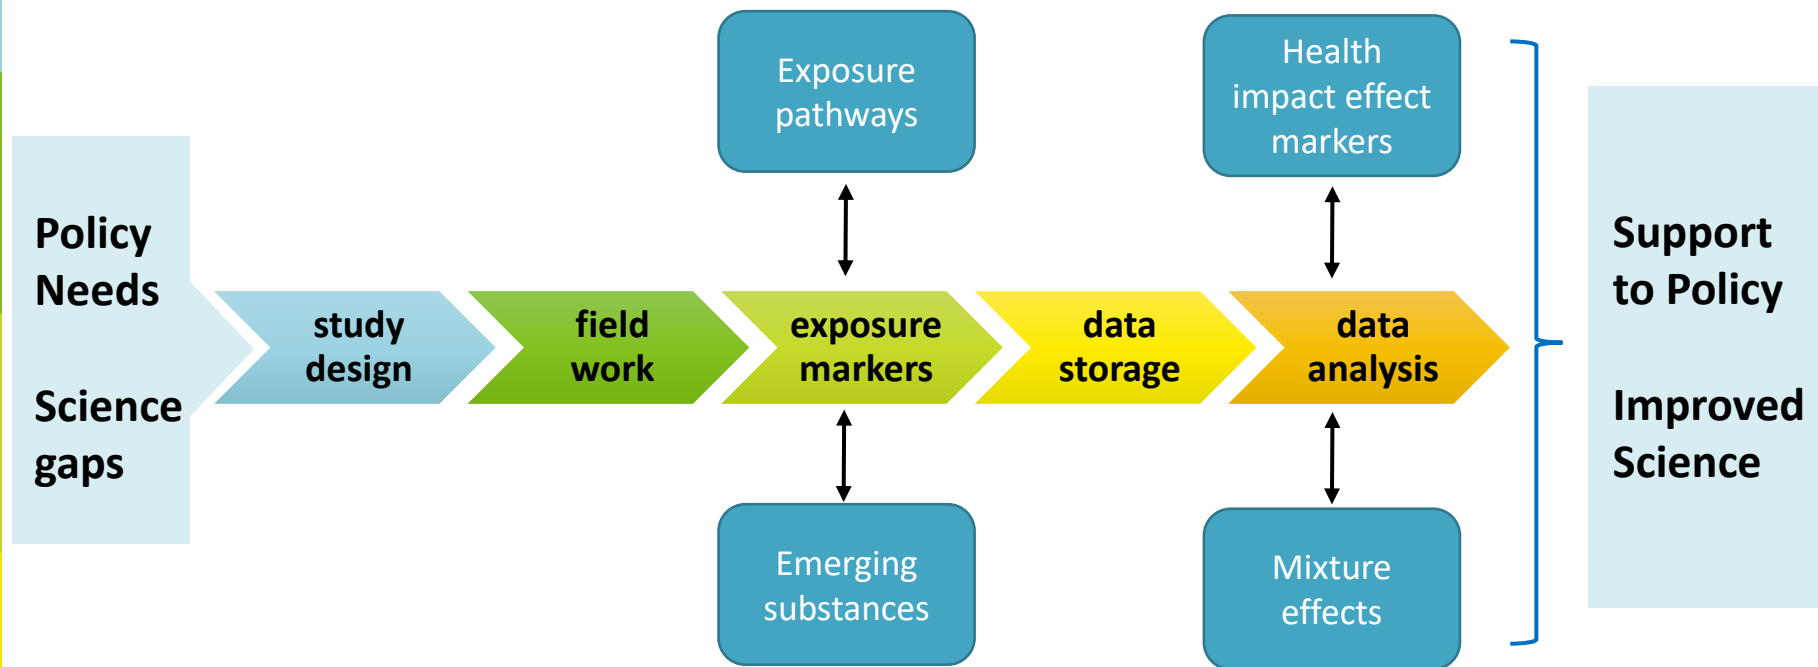 Policy
Needs
Science
gaps
study
design
field
work
Exposure
pathways
exposure
markers
Emerging
substances
data
storage
Health
impact effect
markers
data
analysis
Mixture
effects
Support
to Policy
Improved
Science